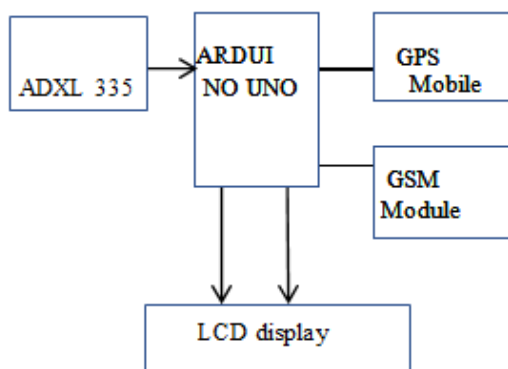 ADXL 335
ARDUI
NO UNO
GPS
Mobile
GSM
Module
LCD display